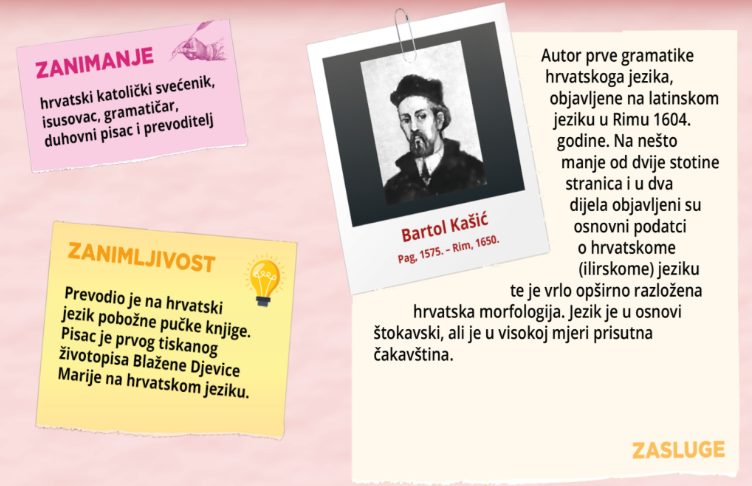 ZANIMANJE
hrvatski katolički svećenik,
isusovac, gramatičar,
duhovni pisac i prevoditelj
ZANIMLJIVOST
Prevodio je na hrvatski
jezik pobožne pučke knjige.
Pisac je prvog tiskanog
životopisa Blažene Djevice
Marije na hrvatskom jeziku.
Bartol Kašić
Pag, 1575. – Rim, 1650.
Autor prve gramatike
hrvatskoga jezika,
objavljene na latinskom
jeziku u Rimu 1604.
godine. Na nešto
manje od dvije stotine
stranica i u dva
dijela objavljeni su
osnovni podatci
o hrvatskome
(ilirskome) jeziku
te je vrlo opširno razložena
hrvatska morfologija. Jezik je u osnovi
štokavski, ali je u visokoj mjeri prisutna
čakavština.
ZASLUGE